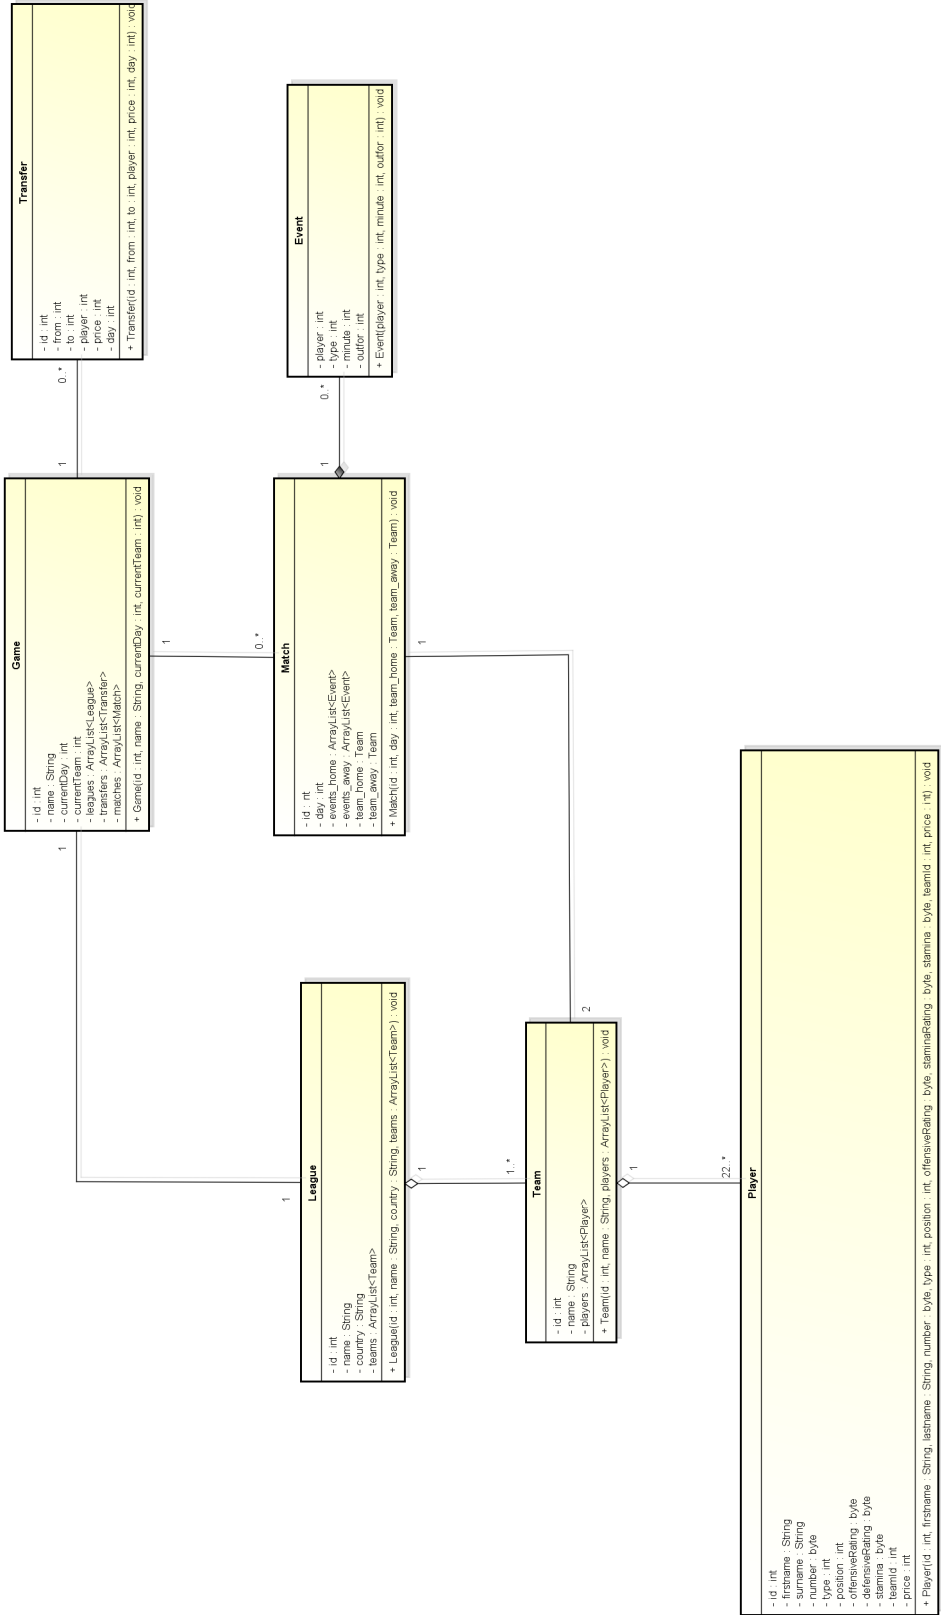 Transfer
- id : int
- from : int
- to : int
- player : int
- price : int
- day : int
+ Transfer(id : int, from : int, to : int, player : int, price : int, day : int) : void
0..*
1
Game
- id : int
- name : String
- currentDay : int
- currentTeam : int
- leagues : ArrayList<League>
- transfers : ArrayList<Transfer>
- matches : ArrayList<Match>
+ Game(id : int, name : String, currentDay : int, currentTeam : int) : void
1
0..*
1
1
Event
- player : int
- type : int
- minute : int
- outfor : int
+ Event(player : int, type : int, minute : int, outfor : int) : void
0..*
1
Match
- id : nt
- day : int
- events_home : ArrayList<Event>
- events_away : ArrayList<Event>
- team_home : Team
- team_away : Team
+ Match(id : int, day : int, team_home : Team, team_away : Team) : void
1
2
League
- id : int
- name : String
- country : String
- teams : ArrayList<Team>
+ League(id : int, name : String, country : String, teams : ArrayList<Team>) : void
1
1..*
Team
- id : int
- name : String
- players : ArrayList<Player>
+ Team(id : int, name : String, players : ArrayList<Player>) : void
1
22..*
Player
- id : int
- firstname : String
- surname : String
- number : byte
- type : int
- position : int
- offensiveRating : byte
- defensiveRating : byte
- stamina : byte
- teamId : int
- price : int
+ Player(id : int, firstname : String, lastname : String, number : byte, type : int, position : int, offensiveRating : byte, staminaRating : byte, stamina : byte, teamId : int, price : int) : void